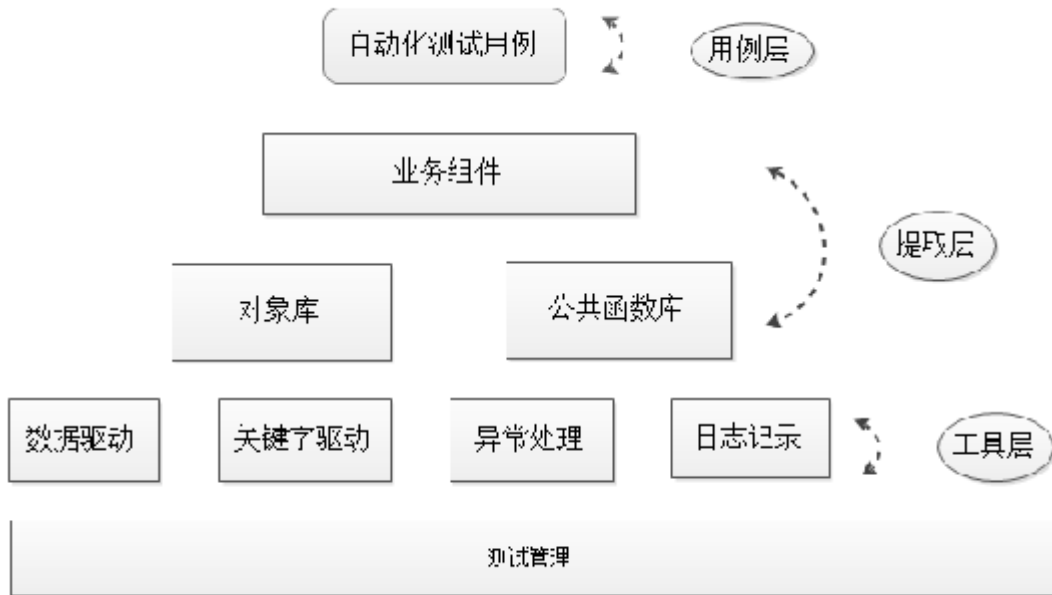 自动化测试用例
用例层
业务组件
提取层
对象库
公共函数库
数据驱动
关键字驱动
异常处理
日志记录
工具层
测试管理